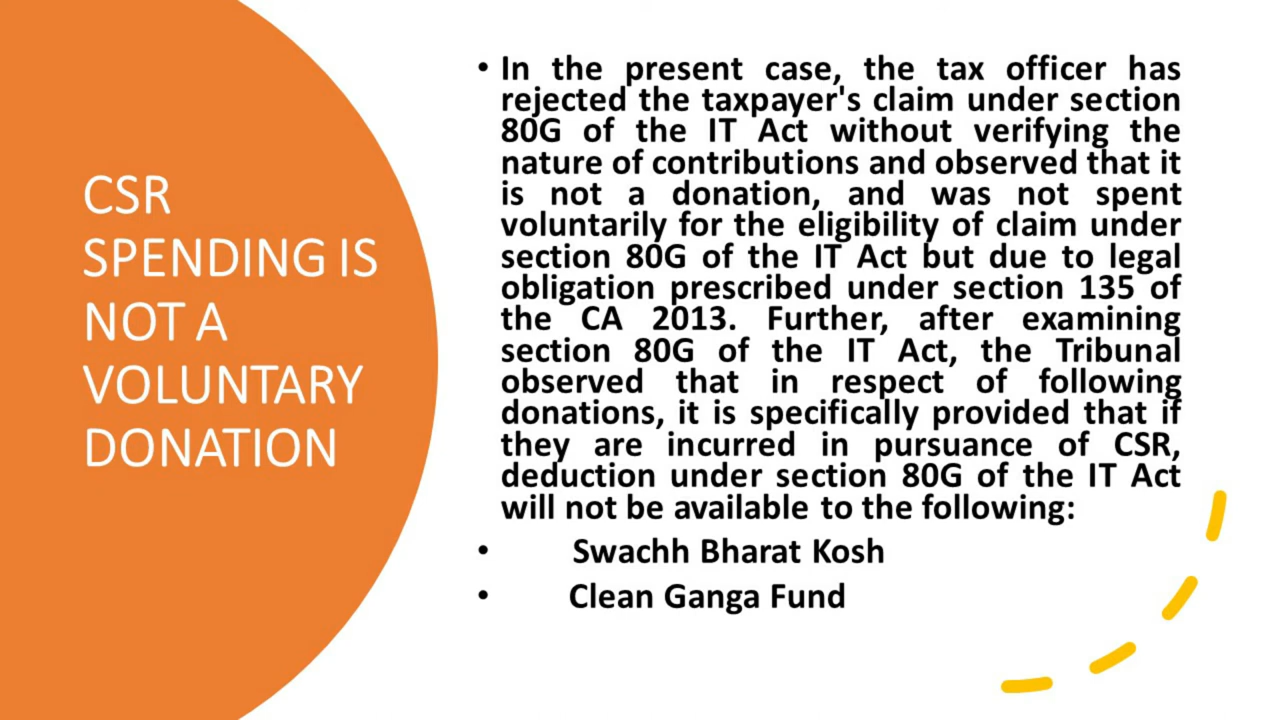 CSR
SPENDING IS
NOT A
VOLUNTARY
DONATION
• In the present case, the tax officer has
rejected the taxpayer's claim under section
80G of the IT Act without verifying the
nature of contributions and observed that it
is not a donation, and was not spent
voluntarily for the eligibility of claim under
section 80G of the IT Act but due to legal
obligation prescribed under section 135 of
the CA 2013. Further, after examining
section 80G of the IT Act, the Tribunal
observed that in respect of following
donations, it is specifically provided that if
they are incurred in pursuance of CSR,
deduction under section 80G of the IT Act
will not be available to the following:
• Swachh Bharat Kosh
• Clean Ganga Fund